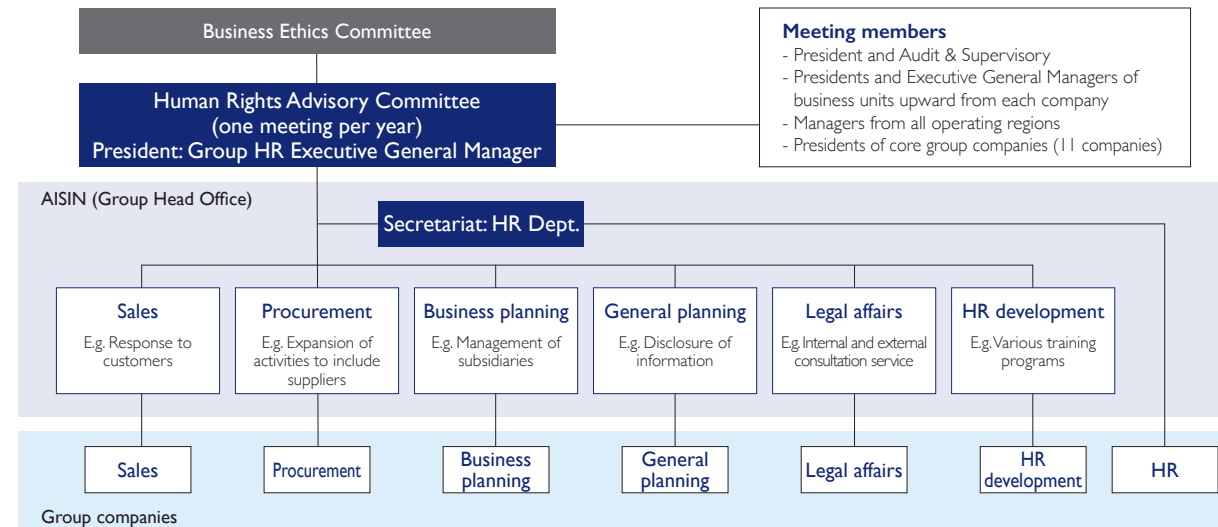 Business Ethics Committee
Human Rights Advisory Committee
(one meeting per year)
President: Group HR Executive General Manager
Meeting members
- President and Audit & Supervisory
- Presidents and Executive General Managers of
business units upward from each company
- Managers from all operating regions
- Presidents of core group companies (11 companies)
AISIN (Group Head Office)
Secretariat: HR Dept.
Sales
E.g. Response to
customers
Procurement
E.g. Expansion of
activities to include
suppliers
Business planning
E.g. Management of
subsidiaries
General planning
E.g. Disclosure of
information
Legal affairs
E.g. Internal and external
consultation service
HR development
E.g. Various training
programs
Sales
Procurement
Business
planning
General
planning
Legal affairs
HR
development
HR
Group companies